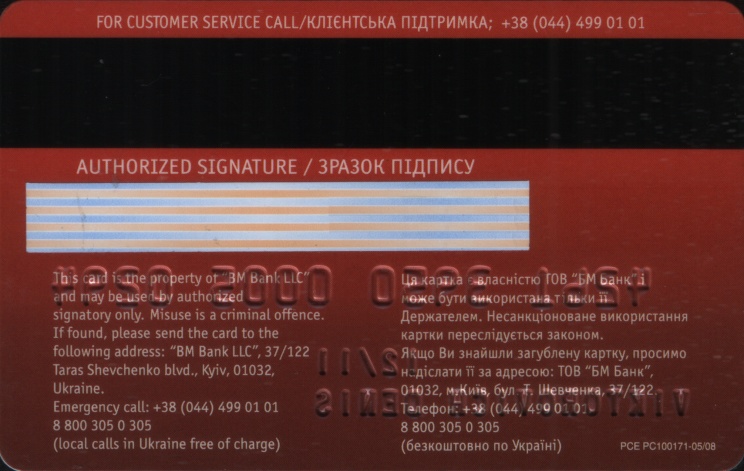 FOR CUSTOMER SERVICE CALL/КЛІЄНТСЬКА ПІДТРИМКА; +38 (044) 499 01 01
AUTHORIZED SIGNATURE / ЗРАЗОК ПІДПИСУ
This card is the property of "BM Bank LLC"
and may be used by authorized
signatory only. Misuse is a criminal offence.
If found, please send the card to the
following address: "BM Bank LLC", 37/122
Taras Shevchenko blvd., Kyiv, 01032,
Ukraine.
Emergency call: +38 (044) 499 01 01
8 800 305 0 305
(local calls in Ukraine free of charge)
Ця картка є власністю ТОВ "БМ Банк" і
може бути використана тільки її
Держателем. Несанкціоноване використання
картки переслідується законом.
Якщо Ви знайшли загублену картку, просимо
надіслати її за адресою: ТОВ "БМ Банк",
01032, м.Київ, бул. Т. Шевченка, 37/122.
Телефон: +38 (044) 499 01 01.
8 800 305 0 305
(безкоштовно по Україні)
PCE PC100171-05/08